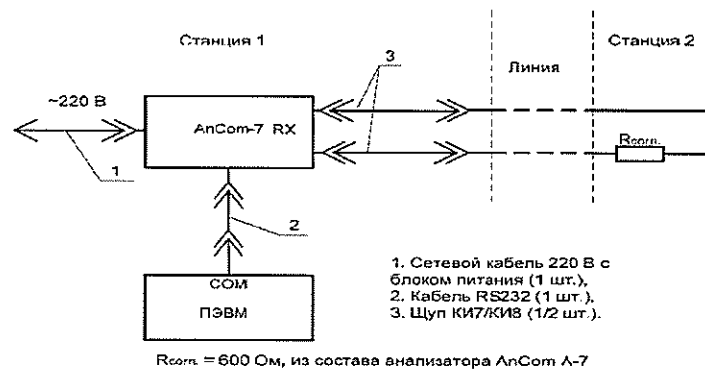 Станция 1
3
Станция 2
Линия
~220 В
AnCom-7 RX
Rсогл.
1
2
COM
ПЭВМ
1. Сетевой кабель 220 В с
блоком питания (1 шт.),
2. Кабель RS232 (1 шт.),
3. Щуп КИ7/КИ8 (1/2 шт.).
Rсогл. = 600 Ом, из состава анализатора AnCom А-7